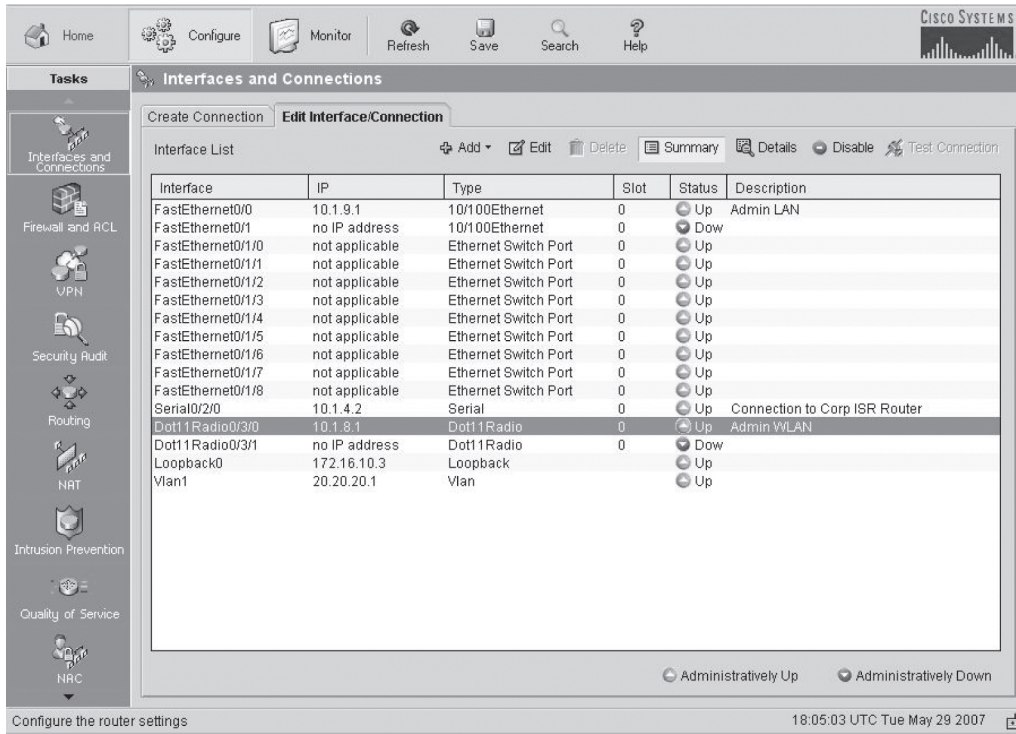 Home Configure Monitor Refresh Save Search Help
CISCO SYSTEMS
Tasks
Interfaces and Connections
Interfaces and
Connections
Firewall and ACL
VPN
Security Audit
Routing
NAT
Intrusion Prevention
Quality of Service
NAC
Create Connection Edit Interface/Connection
Interface List Add Edit Delete Summary Details Disable Test Connection
Interface IP Type Slot Status Description
FastEthernet0/0 10.1.9.1 10/100Ethernet 0 Up Admin LAN
FastEthernet0/1 no IP address 10/100Ethernet 0 Dow
FastEthernet0/1/0 not applicable Ethernet Switch Port 0 Up
FastEthernet0/1/1 not applicable Ethernet Switch Port 0 Up
FastEthernet0/1/2 not applicable Ethernet Switch Port 0 Up
FastEthernet0/1/3 not applicable Ethernet Switch Port 0 Up
FastEthernet0/1/4 not applicable Ethernet Switch Port 0 Up
FastEthernet0/1/5 not applicable Ethernet Switch Port 0 Up
FastEthernet0/1/6 not applicable Ethernet Switch Port 0 Up
FastEthernet0/1/7 not applicable Ethernet Switch Port 0 Up
FastEthernet0/1/8 not applicable Ethernet Switch Port 0 Up
Serial0/2/0 10.1.4.2 Serial 0 Up Connection to Corp ISR Router
Dot11Radio0/3/0 10.1.8.1 Dot11Radio 0 Up Admin WLAN
Dot11Radio0/3/1 no IP address Dot11Radio 0 Dow
Loopback0 172.16.10.3 Loopback Up
Vlan1 20.20.20.1 Vlan Up
Administratively Up Administratively Down
Configure the router settings 18:05:03 UTC Tue May 29 2007